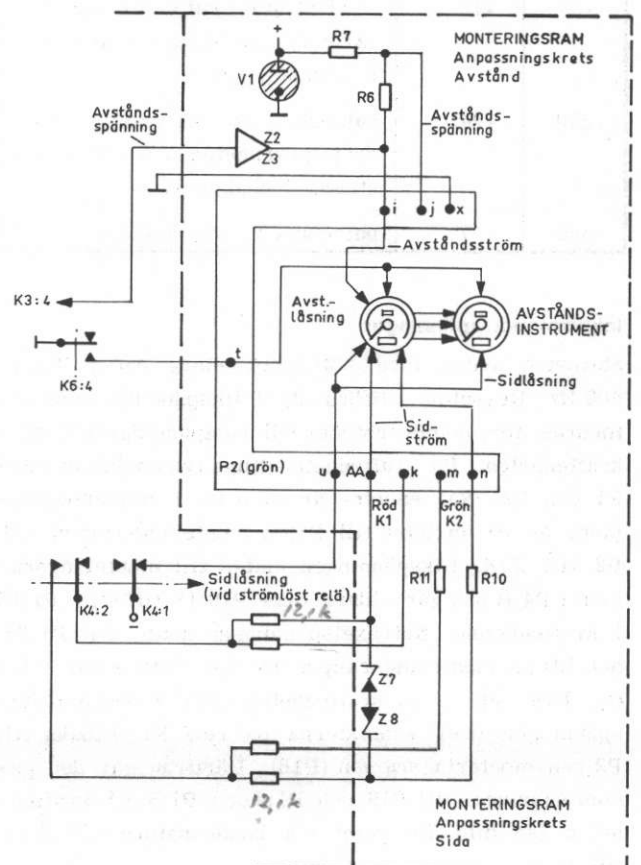 +
R7
MONTERINGSRAM
Anpassningskrets
Avstånd
V1
R6
Avstånds-
spänning
Avstånds-
spänning
Z2
Z3
i
j
x
Avståndsström
K3:4
Avst.-
låsning
AVSTÅNDS-
INSTRUMENT
t
K6:4
Sidlåsning
Sid-
ström
P2(grön)
u
AA
k
m
n
Röd
K1
Grön
K2
R11
R10
Sidlåsning
(vid strömlöst relä)
K4:2
K4:1
12,1k
Z7
Z8
12,1k
MONTERINGSRAM
Anpassningskrets
Sida